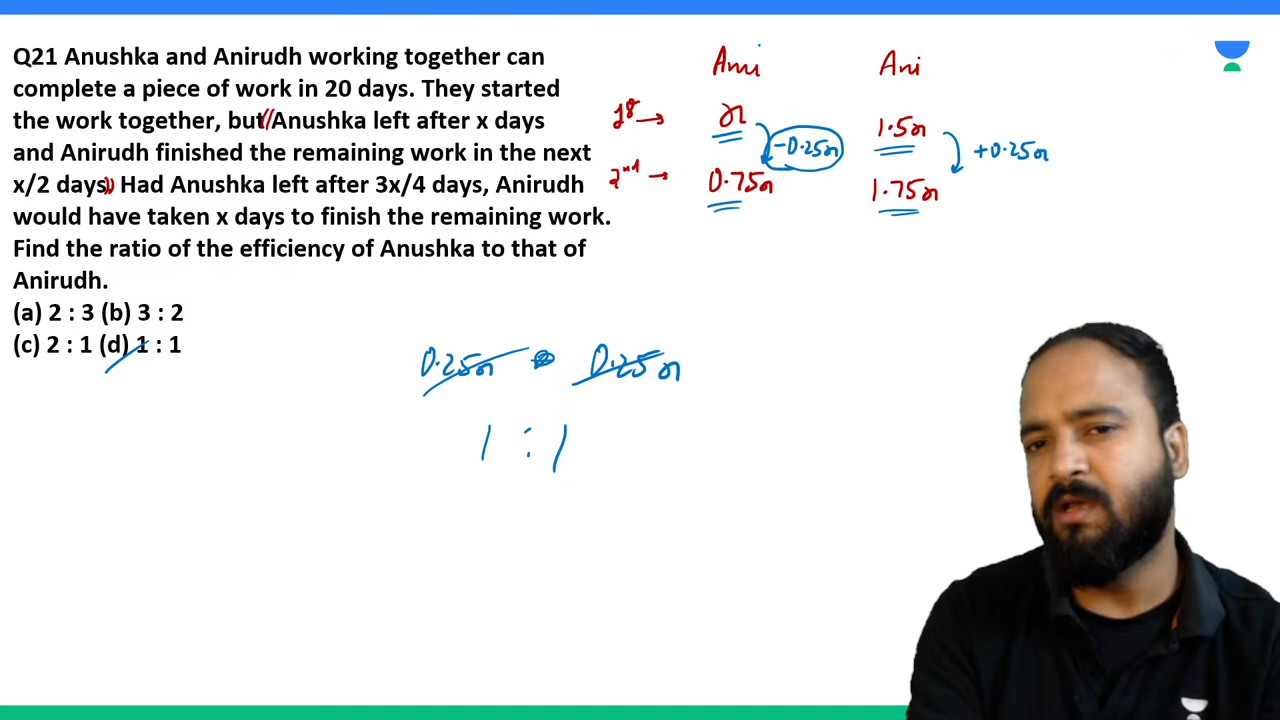 Q21 Anushka and Anirudh working together can
complete a piece of work in 20 days. They started
the work together, but Anushka left after x days
and Anirudh finished the remaining work in the next
x/2 days. Had Anushka left after 3x/4 days, Anirudh
would have taken x days to finish the remaining work.
Find the ratio of the efficiency of Anushka to that of
Anirudh.
(a) 2 : 3 (b) 3 : 2
(c) 2 : 1 (d) 1 : 1
Anu Ani
x 1.5x
-0.25x +0.25x
2nd → 0.75x 1.75x
0.25x 0.25x
1 : 1